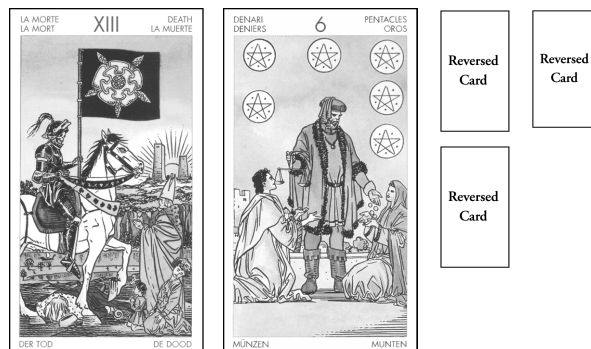 LA MORTE XIII DEATH
LA MORT LA MUERTE
DER TOD DE DOOD
DENARI 6 PENTACLES
DENIERS OROS
MÜNZEN MUNTEN
Reversed
Card
Reversed
Card
Reversed
Card